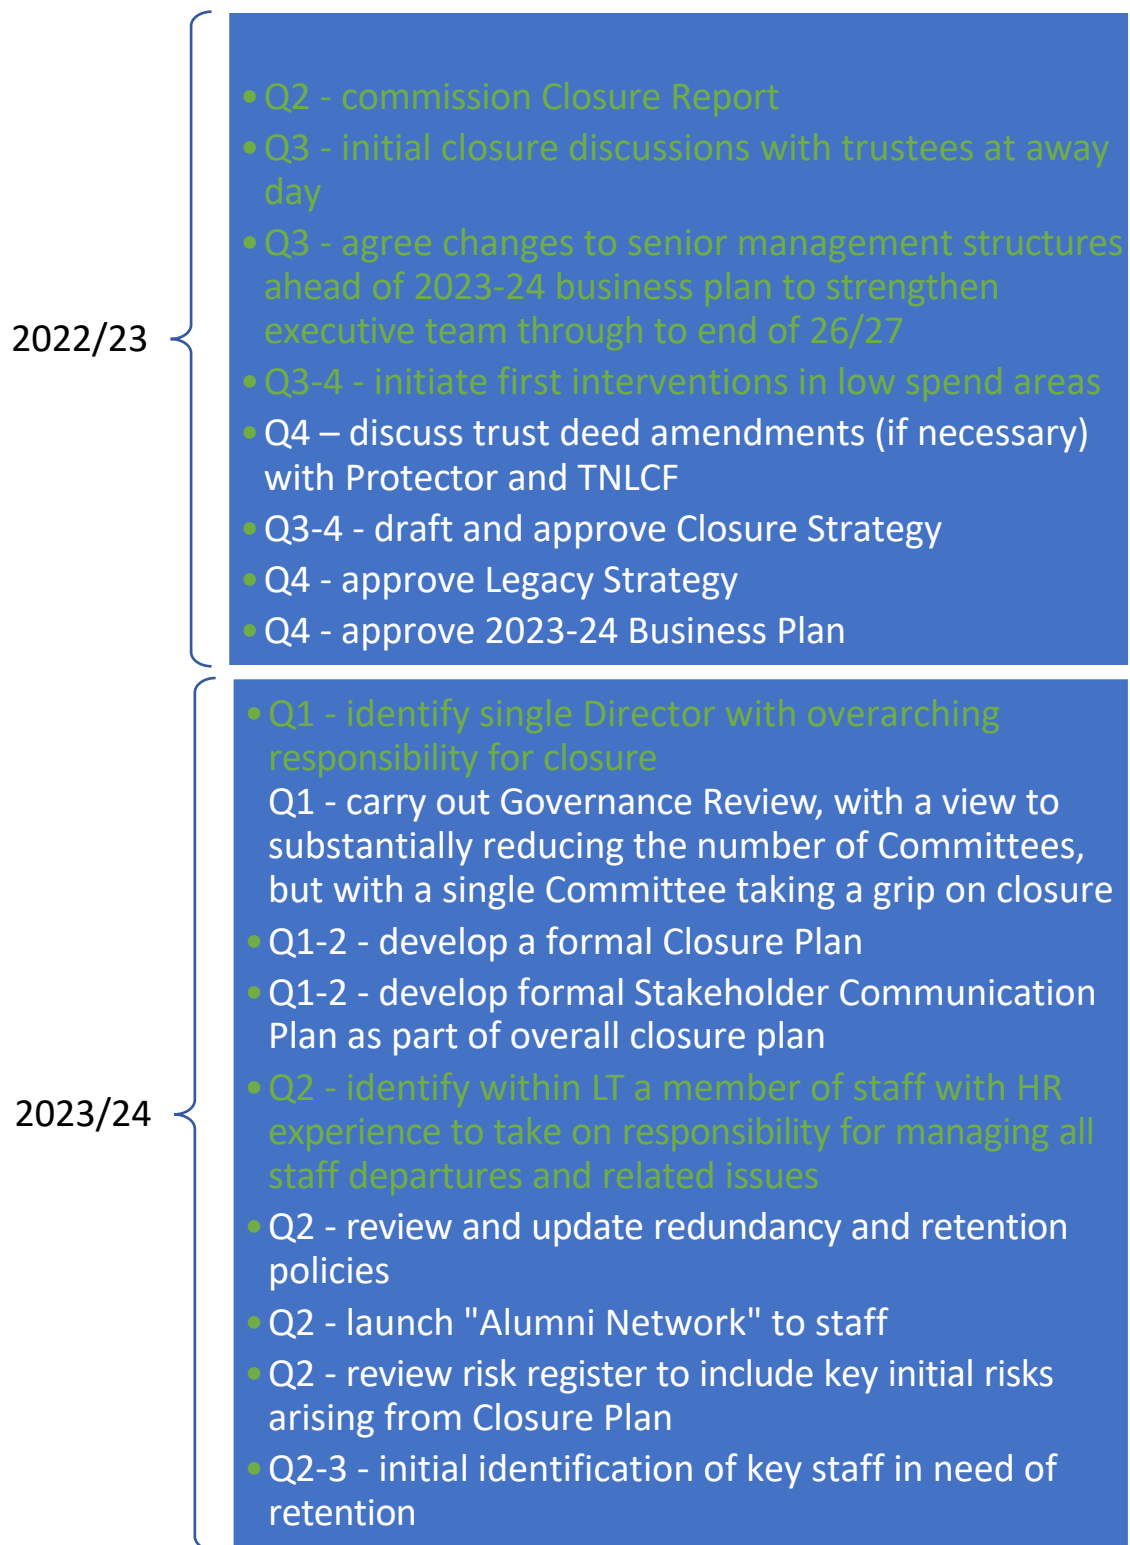 • Q2 - commission Closure Report
• Q3 - initial closure discussions with trustees at away
day
• Q3 - agree changes to senior management structures
ahead of 2023-24 business plan to strengthen
executive team through to end of 26/27
• Q3-4 - initiate first interventions in low spend areas
2022/23
• Q4 – discuss trust deed amendments (if necessary)
with Protector and TNLCF
• Q3-4 - draft and approve Closure Strategy
• Q4 - approve Legacy Strategy
• Q4 - approve 2023-24 Business Plan
• Q1 - identify single Director with overarching
responsibility for closure
Q1 - carry out Governance Review, with a view to
substantially reducing the number of Committees,
but with a single Committee taking a grip on closure
• Q1-2 - develop a formal Closure Plan
• Q1-2 - develop formal Stakeholder Communication
Plan as part of overall closure plan
2023/24
• Q2 - identify within LT a member of staff with HR
experience to take on responsibility for managing all
staff departures and related issues
• Q2 - review and update redundancy and retention
policies
• Q2 - launch "Alumni Network" to staff
• Q2 - review risk register to include key initial risks
arising from Closure Plan
• Q2-3 - initial identification of key staff in need of
retention